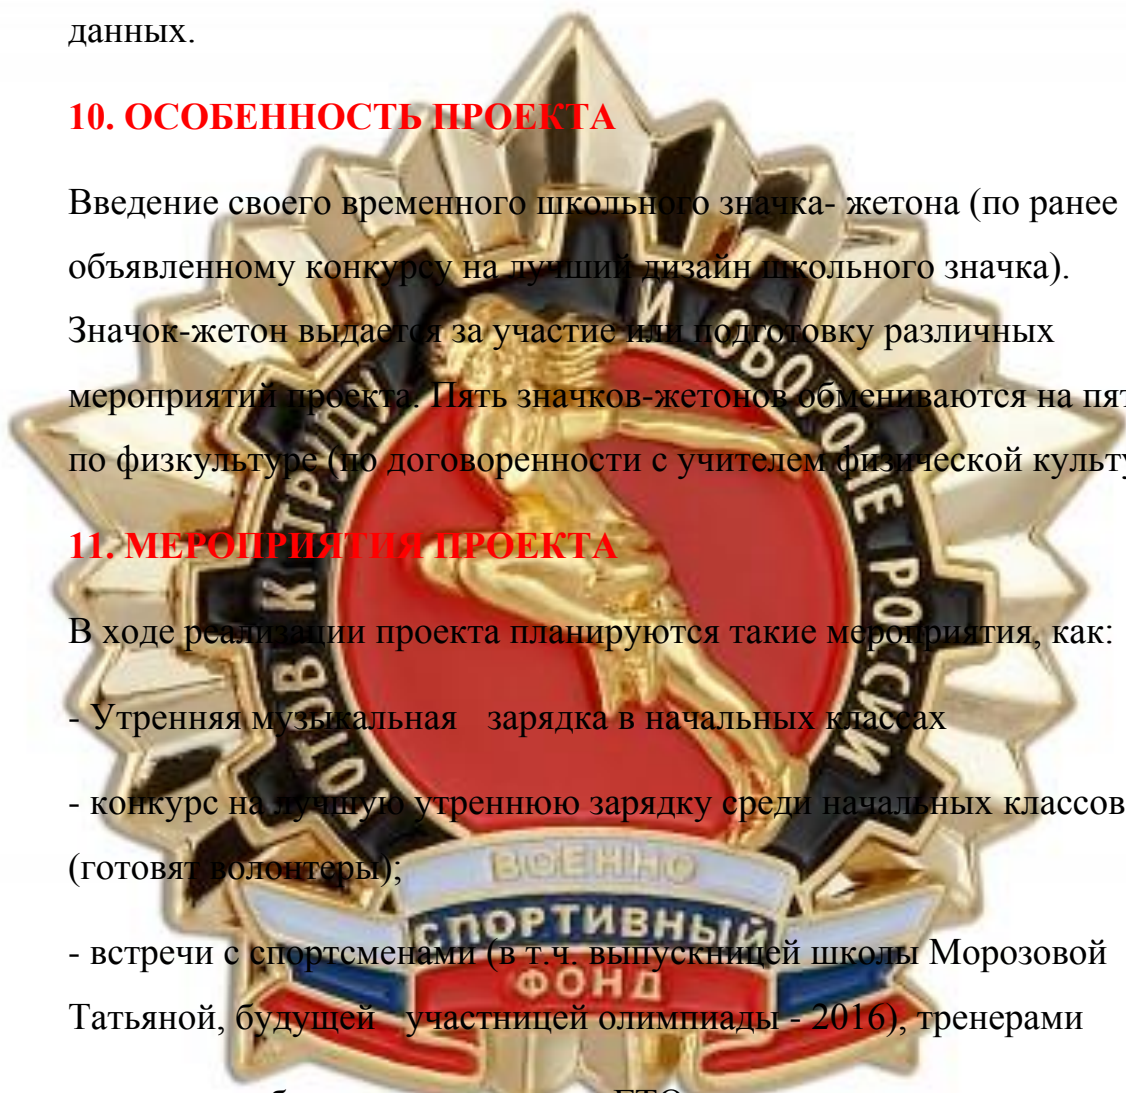 данных.
10. ОСОБЕННОСТЬ ПРОЕКТА
Введение своего временного школьного значка- жетона (по ранее
объявленному конкурсу на лучший дизайн школьного значка).
Значок-жетон выдается за участие или подготовку различных
мероприятий проекта. Пять значков-жетонов обмениваются на пят
по физкультуре (по договоренности с учителем физической культу
11. МЕРОПРИЯТИЯ ПРОЕКТА
В ходе реализации проекта планируются такие мероприятия, как:
- Утренняя музыкальная зарядка в начальных классах
- конкурс на лучшую утреннюю зарядку среди начальных классов
(готовят волонтеры);
- встречи с спортсменами (в т.ч. выпускницей школы Морозовой
Татьяной, будущей участницей олимпиады - 2016), тренерами
ГТО
ГОТОВ К ТРУДУ И ОБОРОНЕ РОССИИ
ВОЕННО
СПОРТИВНЫЙ
ФОНД